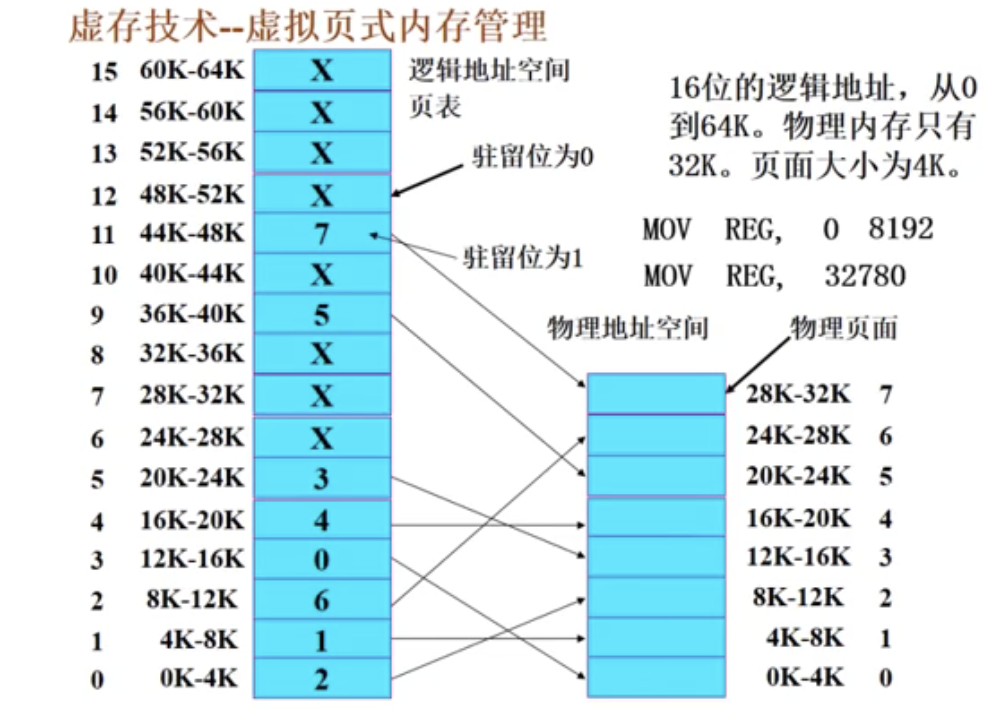 虚存技术--虚拟页式内存管理
15 60K-64K X
14 56K-60K X
13 52K-56K X
12 48K-52K X
11 44K-48K 7
10 40K-44K X
9 36K-40K 5
8 32K-36K X
7 28K-32K X
6 24K-28K X
5 20K-24K 3
4 16K-20K 4
3 12K-16K 0
2 8K-12K 6
1 4K-8K 1
0 0K-4K 2
逻辑地址空间
页表
驻留位为0
驻留位为1
16位的逻辑地址，从0
到64K。物理内存只有
32K。页面大小为4K。
MOV REG, 0 8192
MOV REG, 32780
物理地址空间
物理页面
28K-32K 7
24K-28K 6
20K-24K 5
16K-20K 4
12K-16K 3
8K-12K 2
4K-8K 1
0K-4K 0